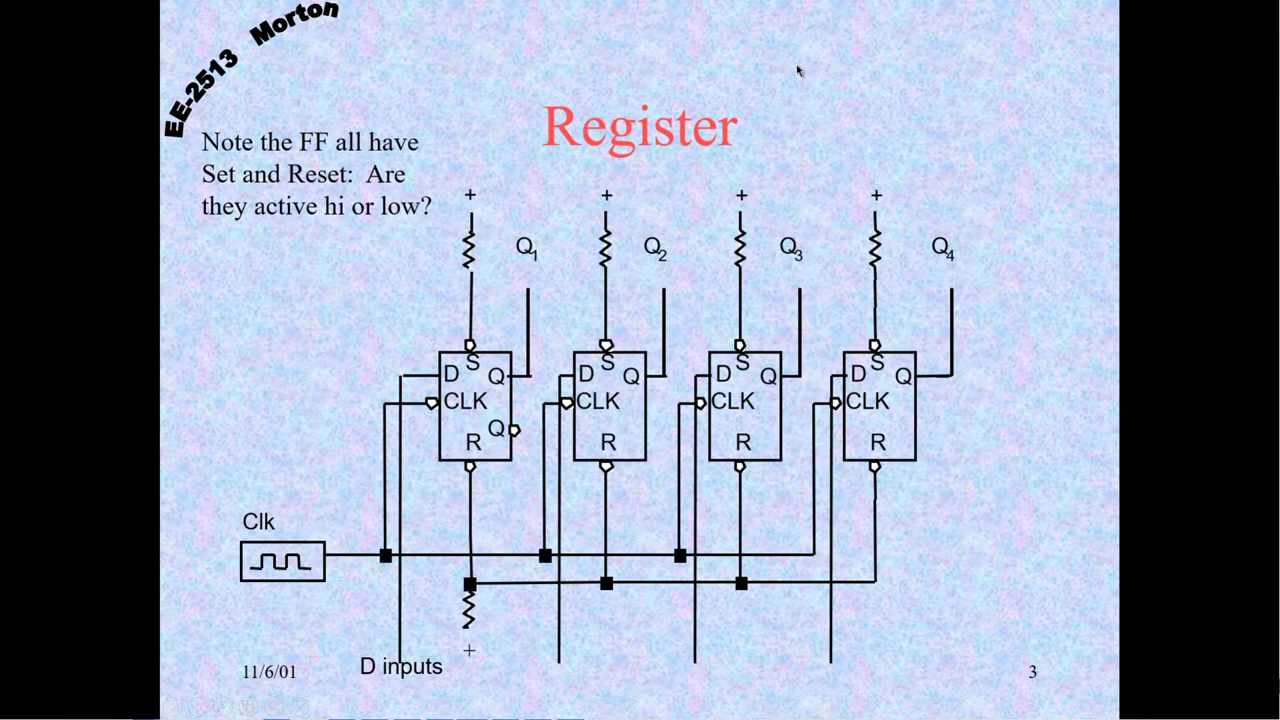 EE-2513 Morton
Register
Note the FF all have
Set and Reset: Are
they active hi or low?
+ + + +
Q1 Q2 Q3 Q4
S S S S
D Q D Q D Q D Q
CLK CLK CLK CLK
Q
R R R R
Clk
+
D inputs
11/6/01
3